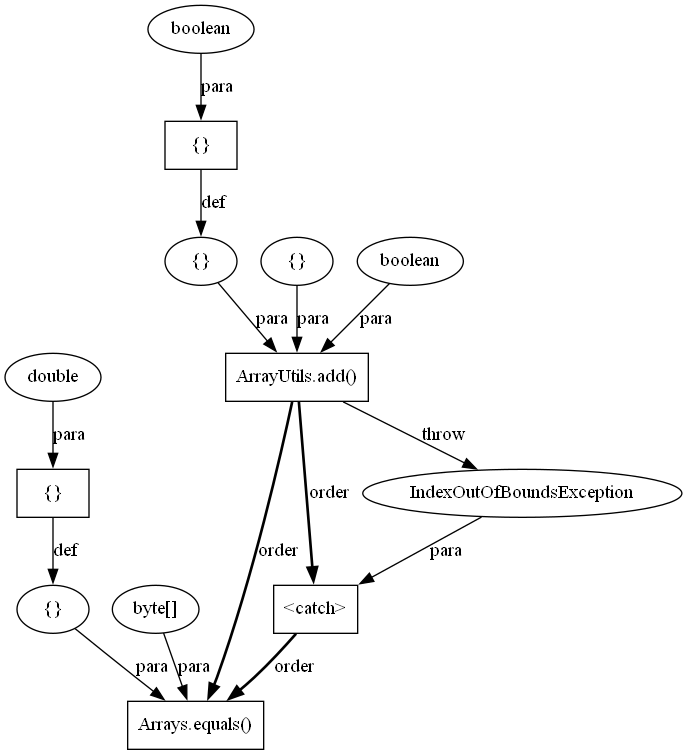 boolean
para
{}
def
{}
{}
boolean
para
para
para
double
ArrayUtils.add()
para
throw
{}
order
IndexOutOfBoundsException
def
order
para
{}
byte[]
<catch>
para
para
order
Arrays.equals()